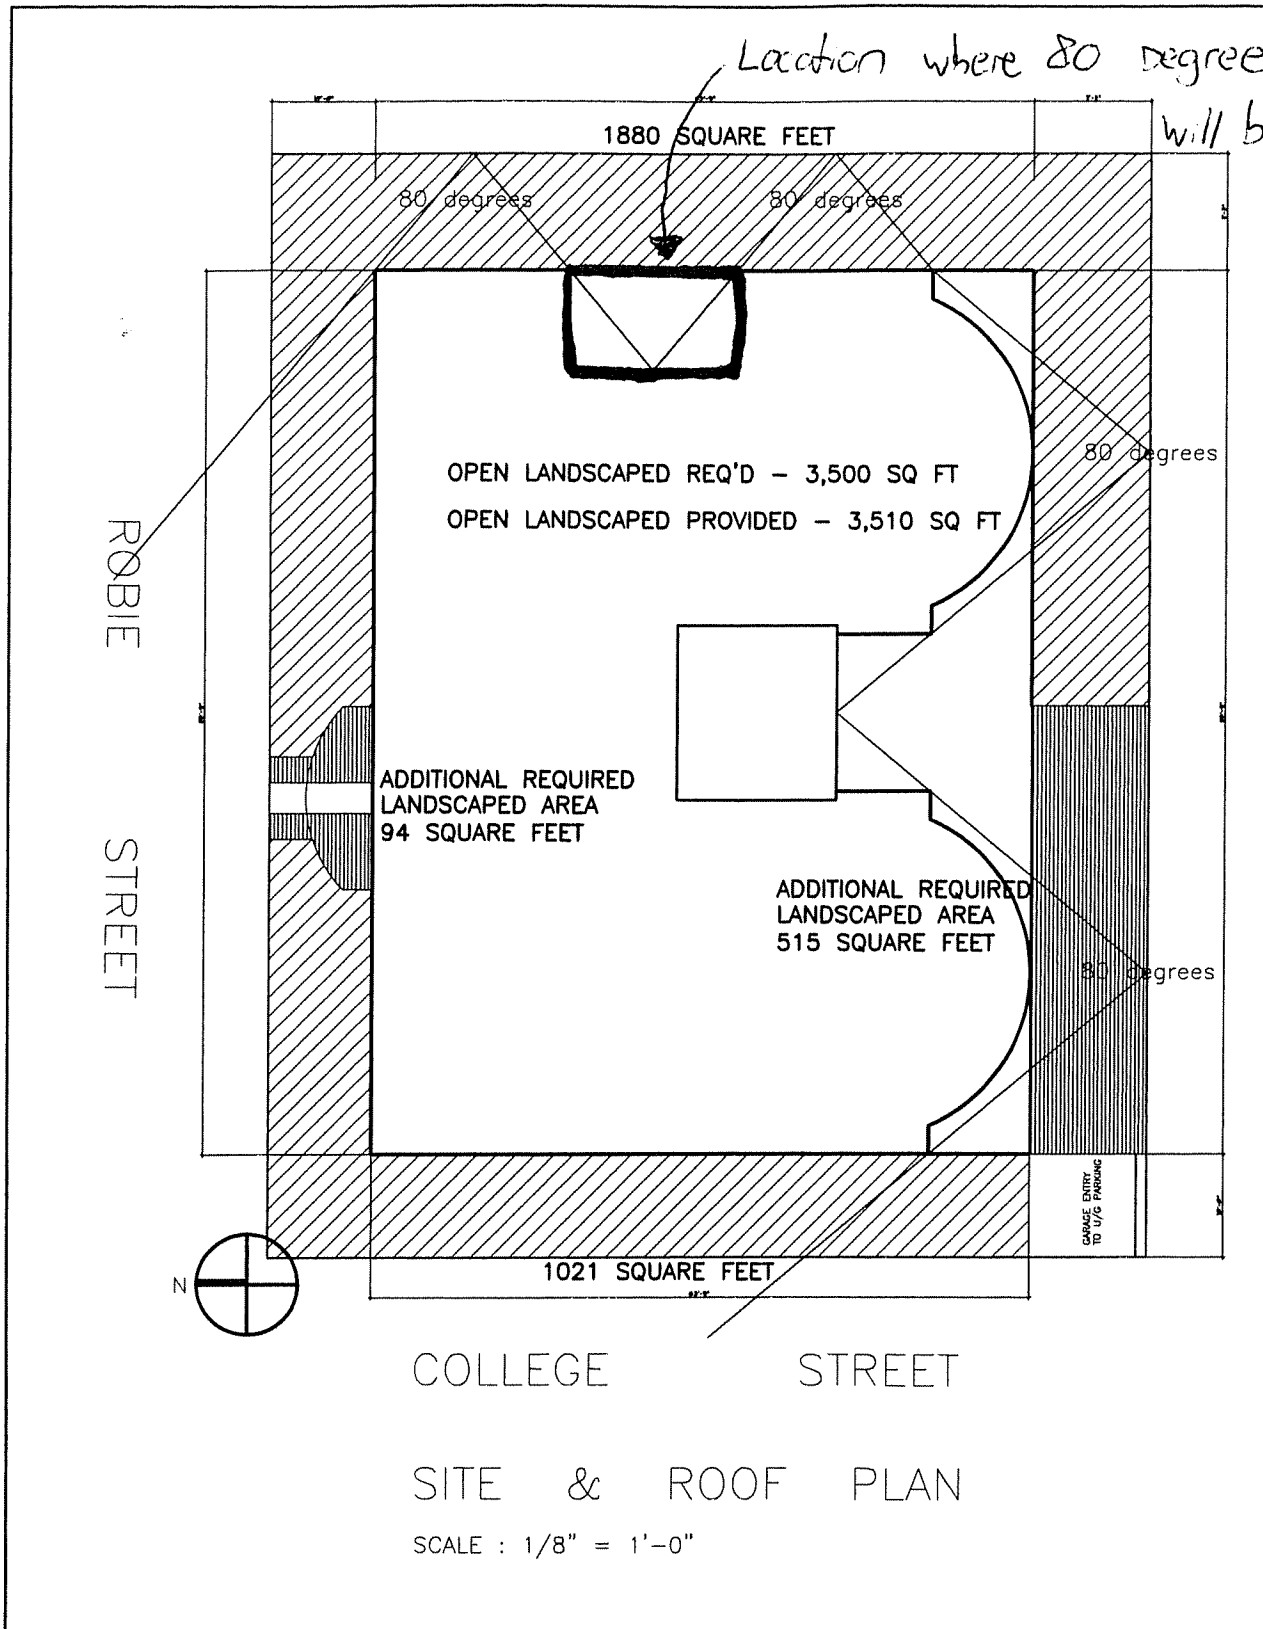 Location where 80 Degree
will b
1880 SQUARE FEET
80 degrees
80 degrees
80 degrees
OPEN LANDSCAPED REQ'D – 3,500 SQ FT
OPEN LANDSCAPED PROVIDED – 3,510 SQ FT
ROBIE STREET
ADDITIONAL REQUIRED
LANDSCAPED AREA
94 SQUARE FEET
ADDITIONAL REQUIRED
LANDSCAPED AREA
515 SQUARE FEET
80 degrees
GARAGE ENTRY
TO U/G PARKING
N
1021 SQUARE FEET
COLLEGE STREET
SITE & ROOF PLAN
SCALE : 1/8" = 1'-0"